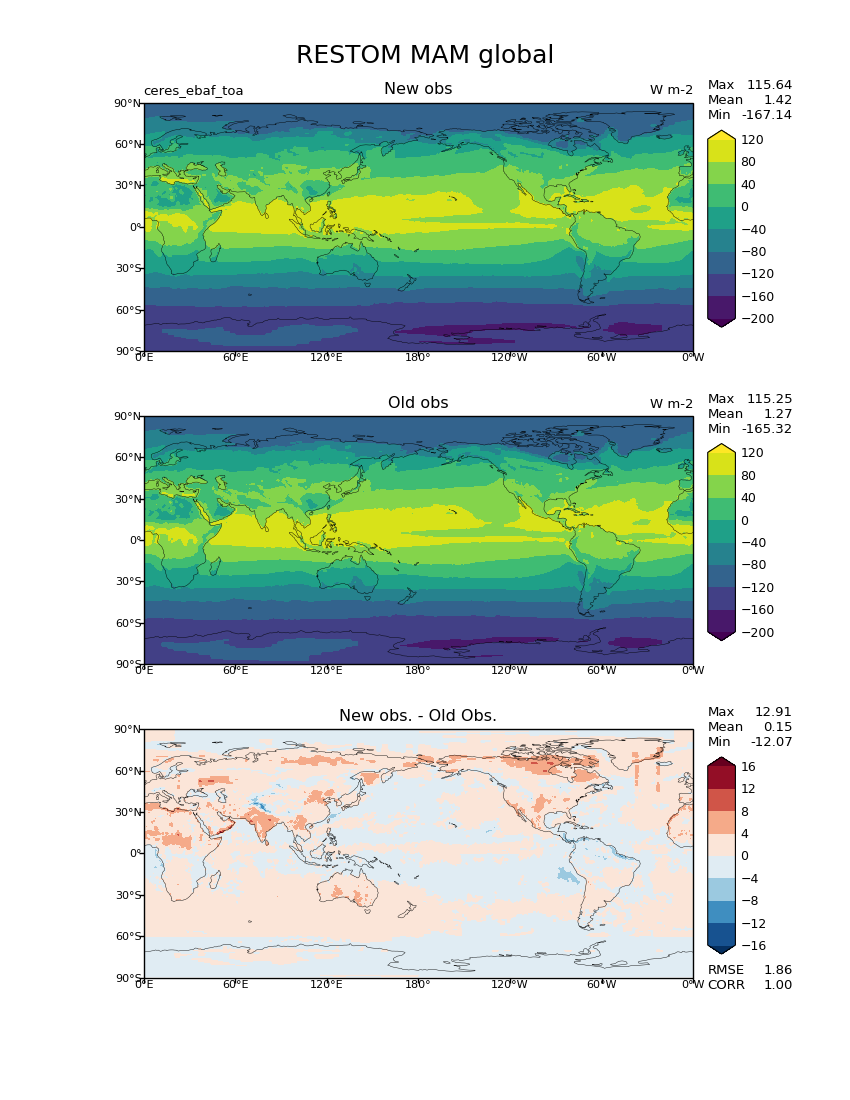 RESTOM MAM global
ceres_ebaf_toa New obs W m-2
Max 115.64
Mean 1.42
Min -167.14
90°N
60°N
30°N
0°
30°S
60°S
90°S
0°E 60°E 120°E 180° 120°W 60°W 0°W
120
80
40
0
−40
−80
−120
−160
−200
Old obs W m-2
Max 115.25
Mean 1.27
Min -165.32
90°N
60°N
30°N
0°
30°S
60°S
90°S
0°E 60°E 120°E 180° 120°W 60°W 0°W
120
80
40
0
−40
−80
−120
−160
−200
New obs. - Old Obs.
Max 12.91
Mean 0.15
Min -12.07
90°N
60°N
30°N
0°
30°S
60°S
90°S
0°E 60°E 120°E 180° 120°W 60°W 0°W
16
12
8
4
0
−4
−8
−12
−16
RMSE 1.86
CORR 1.00